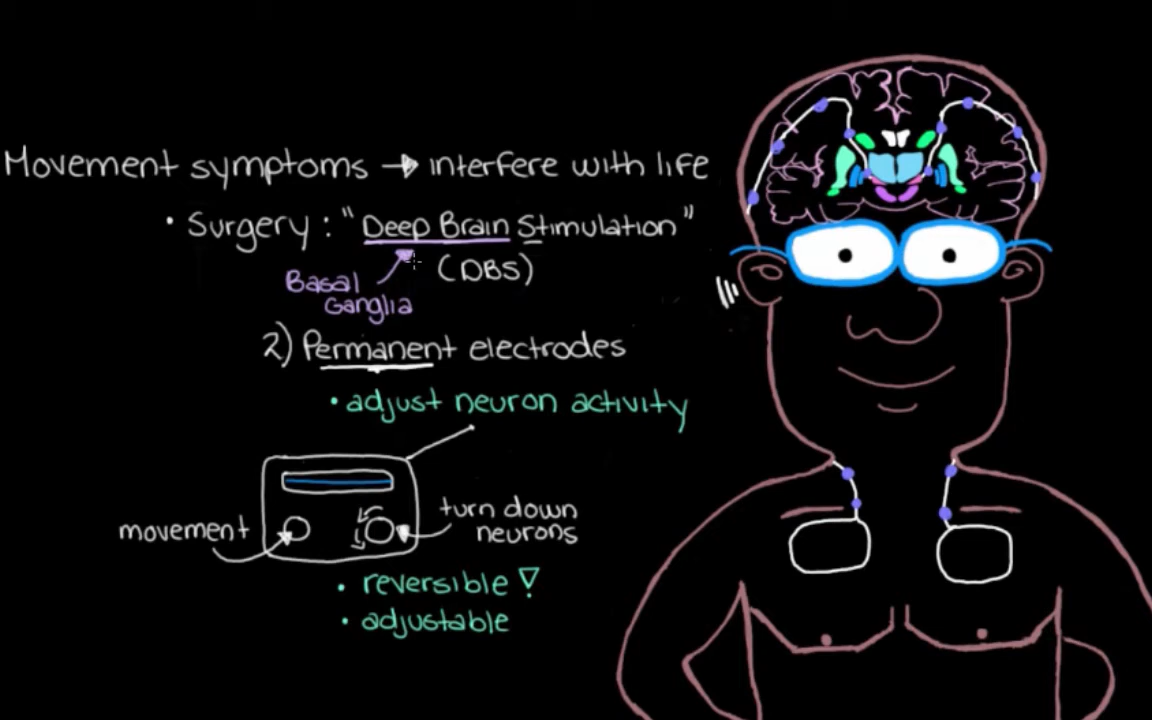 Movement symptoms → interfere with life
• Surgery: "Deep Brain Stimulation"
(DBS)
Basal
Ganglia
2) Permanent electrodes
• adjust neuron activity
movement
turn down
neurons
• reversible!
• adjustable